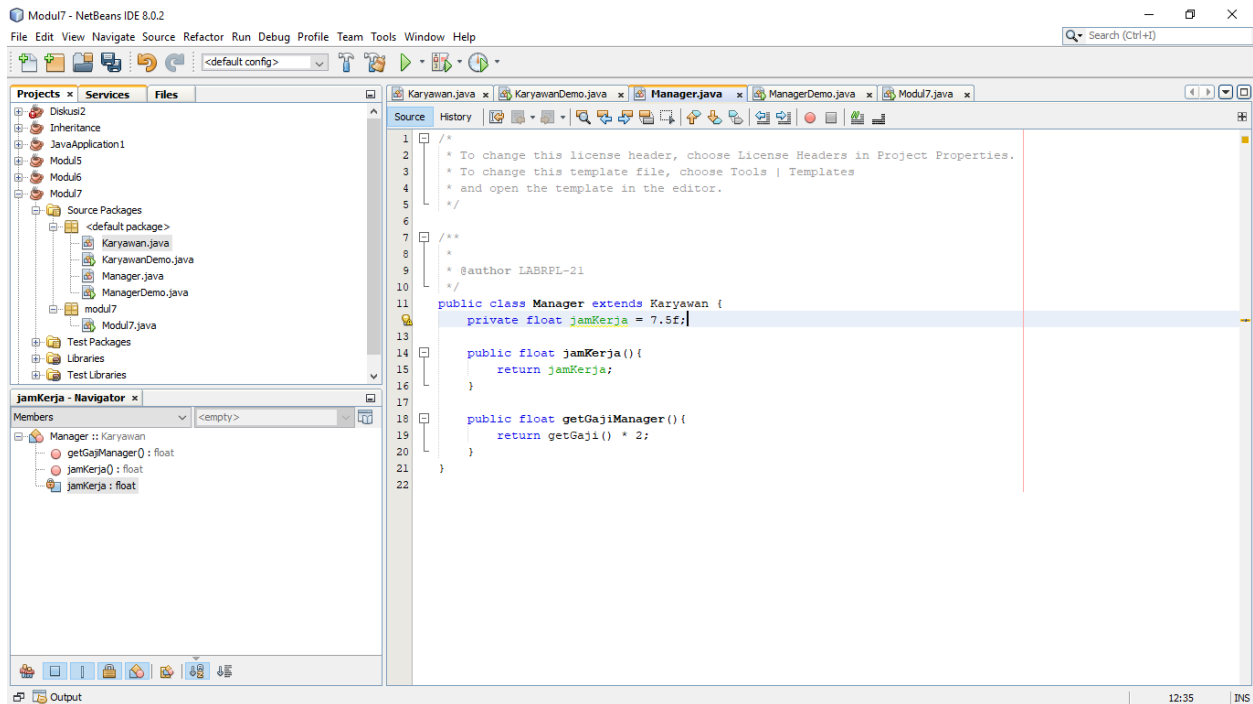 Modul7 - NetBeans IDE 8.0.2
File Edit View Navigate Source Refactor Run Debug Profile Team Tools Window Help
Search (Ctrl+I)
<default config>
Projects Services Files
Diskusi2
Inheritance
JavaApplication1
Modul5
Modul6
Modul7
Source Packages
<default package>
Karyawan.java
KaryawanDemo.java
Manager.java
ManagerDemo.java
modul7
Modul7.java
Test Packages
Libraries
Test Libraries
jamKerja - Navigator
Members <empty>
Manager :: Karyawan
getGajiManager() : float
jamKerja() : float
jamKerja : float
Output
Karyawan.java KaryawanDemo.java Manager.java ManagerDemo.java Modul7.java
Source History
1 /*
2 * To change this license header, choose License Headers in Project Properties.
3 * To change this template file, choose Tools | Templates
4 * and open the template in the editor.
5 */
6
7 /**
8 *
9 * @author LABRPL-21
10 */
11 public class Manager extends Karyawan {
private float jamKerja = 7.5f;
13
14 public float jamKerja(){
15 return jamKerja;
16 }
17
18 public float getGajiManager(){
19 return getGaji() * 2;
20 }
21 }
22
12:35 INS